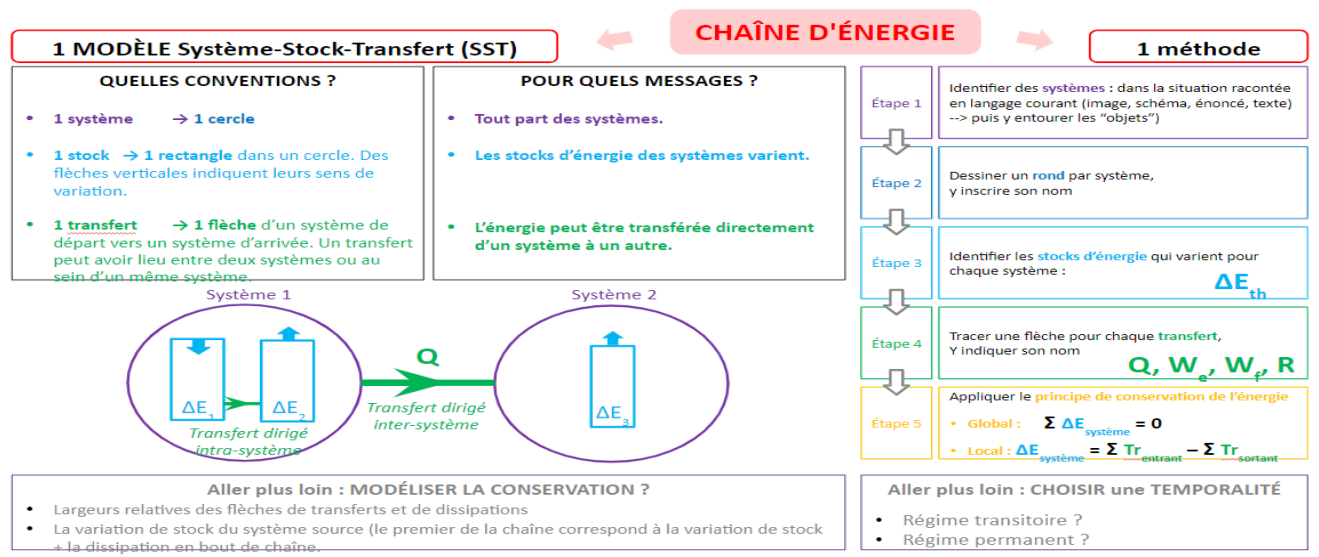 CHAÎNE D'ÉNERGIE
1 MODÈLE Système-Stock-Transfert (SST)
QUELLES CONVENTIONS ?
• 1 système → 1 cercle
• 1 stock → 1 rectangle dans un cercle. Des
flèches verticales indiquent leurs sens de
variation.
• 1 transfert → 1 flèche d’un système de
départ vers un système d’arrivée. Un transfert
peut avoir lieu entre deux systèmes ou au
sein d’un même système.
POUR QUELS MESSAGES ?
• Tout part des systèmes.
• Les stocks d’énergie des systèmes varient.
• L’énergie peut être transférée directement
d’un système à un autre.
Système 1
Système 2
ΔE1
ΔE2
Transfert dirigé
intra-système
Q
Transfert dirigé
inter-système
ΔE3
Aller plus loin : MODÉLISER LA CONSERVATION ?
• Largeurs relatives des flèches de transferts et de dissipations
• La variation de stock du système source (le premier de la chaîne correspond à la variation de stock
+ la dissipation en bout de chaîne.
1 méthode
Étape 1
Identifier des systèmes : dans la situation racontée
en langage courant (image, schéma, énoncé, texte)
--> puis y entourer les “objets”)
Étape 2
Dessiner un rond par système,
y inscrire son nom
Étape 3
Identifier les stocks d’énergie qui varient pour
chaque système :
ΔEth
Étape 4
Tracer une flèche pour chaque transfert,
Y indiquer son nom
Q, We, Wf, R
Étape 5
Appliquer le principe de conservation de l’énergie
• Global : Σ ΔEsystème = 0
• Local : ΔEsystème = Σ Trentrant – Σ Trsortant
Aller plus loin : CHOISIR une TEMPORALITÉ
• Régime transitoire ?
• Régime permanent ?